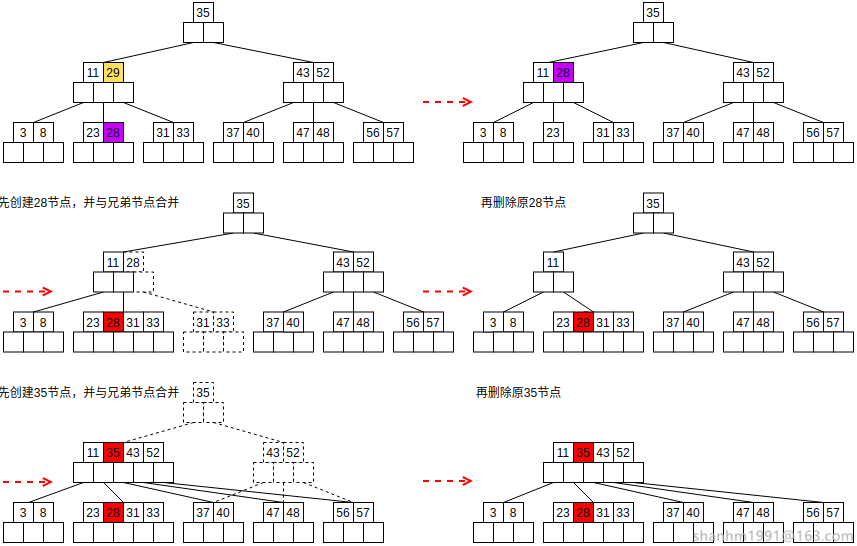 35 35
11 29 43 52 11 28 43 52
3 8 23 28 31 33 37 40 47 48 56 57 3 8 23 31 33 37 40 47 48 56 57
先创建28节点，并与兄弟节点合并 35 再删除原28节点 35
11 28 43 52 11 43 52
3 8 23 28 31 33 31 33 37 40 47 48 56 57 3 8 23 28 31 33 37 40 47 48 56 57
先创建35节点，并与兄弟节点合并 35 再删除原35节点
11 35 43 52 43 52 11 35 43 52
3 8 23 28 31 33 37 40 47 48 56 57 3 8 23 28 31 33 37 40 47 48 56 57
shanhm1991@163.com